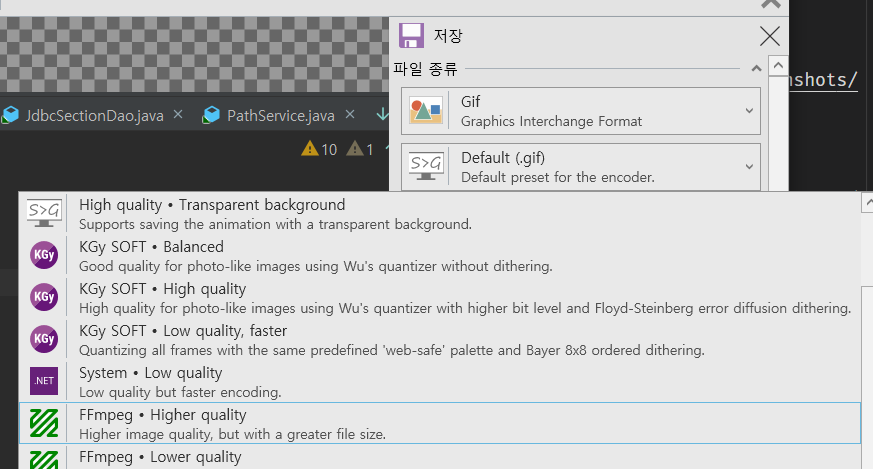 저장
파일 종류
nshots/
Gif
Graphics Interchange Format
JdbcSectionDao.java
PathService.java
10
1
S>G
Default (.gif)
Default preset for the encoder.
S>G
High quality • Transparent background
Supports saving the animation with a transparent background.
KGy
KGy SOFT • Balanced
Good quality for photo-like images using Wu's quantizer without dithering.
KGy
KGy SOFT • High quality
High quality for photo-like images using Wu's quantizer with higher bit level and Floyd-Steinberg error diffusion dithering.
KGy
KGy SOFT • Low quality, faster
Quantizing all frames with the same predefined 'web-safe' palette and Bayer 8x8 ordered dithering.
.NET
System • Low quality
Low quality but faster encoding.
FFmpeg • Higher quality
Higher image quality, but with a greater file size.
FFmpeg • Lower quality